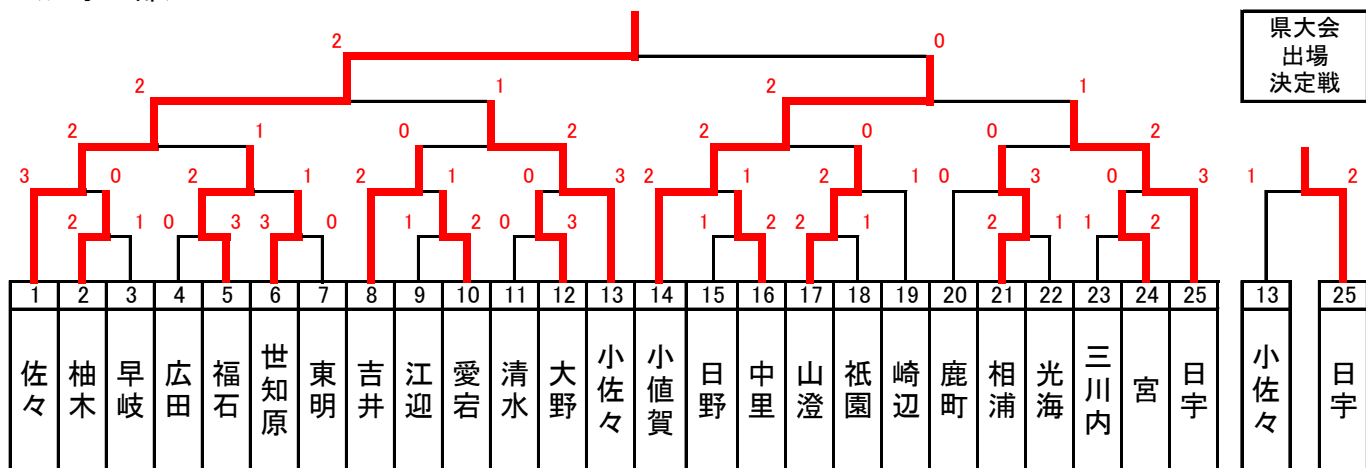 2 0
県大会
出場
決定戦
2 1 2 1
2 1 0 2 2 0 0 2
3 0 2 1 2 1 0 3 2 1 2 1 0 3 0 3 1 2
2 1 0 3 3 0 1 2 0 3 1 2 2 1 2 1 1 2
1 2 3 4 5 6 7 8 9 10 11 12 13 14 15 16 17 18 19 20 21 22 23 24 25 13 25
佐々 柚木 早岐 広田 福石 世知原 東明 吉井 江迎 愛宕 清水 大野 小佐々 小値賀 日野 中里 山澄 祇園 崎辺 鹿町 相浦 光海 三川内 宮 日宇 小佐々 日宇